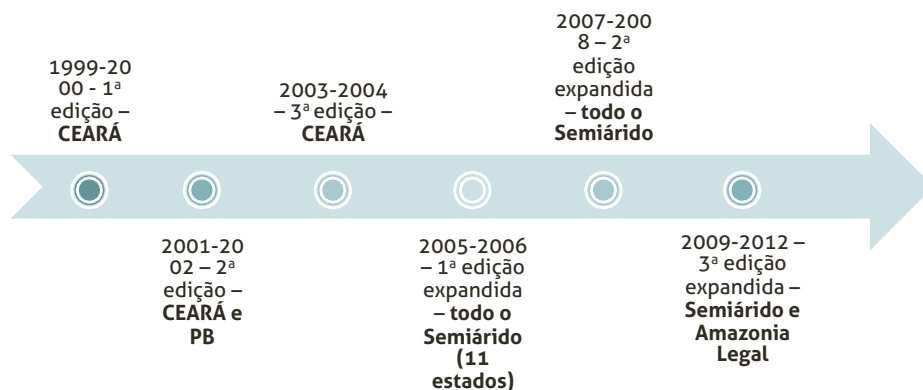 1999-20
00 - 1ª
edição –
CEARÁ
2001-20
02 – 2ª
edição –
CEARÁ e
PB
2003-2004
– 3ª edição –
CEARÁ
2005-2006
– 1ª edição
expandida
– todo o
Semiárido
(11
estados)
2007-200
8 – 2ª
edição
expandida
– todo o
Semiárido
2009-2012 –
3ª edição
expandida –
Semiárido e
Amazonia
Legal